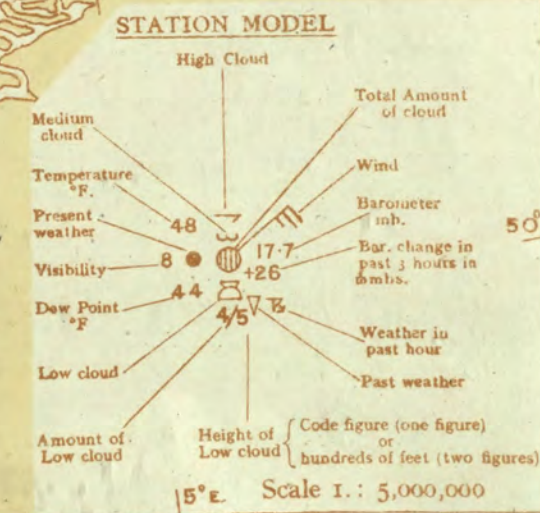 STATION MODEL
High Cloud
Total Amount
of cloud
Medium
cloud
Wind
Temperature
°F.
48
Barometer
mb.
Present
weather
50°
17·7
Bar. change in
past 3 hours in
mbs.
Visibility
8
+26
Dew Point
°F
44
4/5
Weather in
past hour
Low cloud
Past weather
Amount of
Low cloud
Height of
Low cloud
Code figure (one figure)
or
hundreds of feet (two figures)
5° E.
Scale 1. : 5,000,000